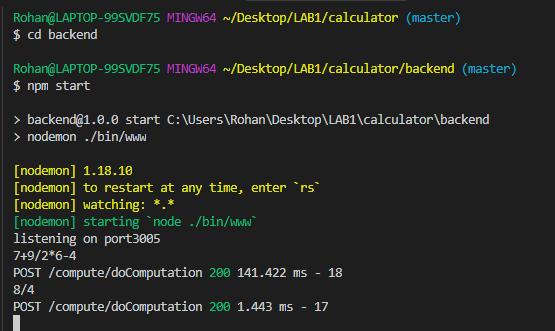 Rohan@LAPTOP-99SVDF75 MINGW64 ~/Desktop/LAB1/calculator (master)
$ cd backend
Rohan@LAPTOP-99SVDF75 MINGW64 ~/Desktop/LAB1/calculator/backend (master)
$ npm start
> backend@1.0.0 start C:\Users\Rohan\Desktop\LAB1\calculator\backend
> nodemon ./bin/www
[nodemon] 1.18.10
[nodemon] to restart at any time, enter `rs`
[nodemon] watching: *.*
[nodemon] starting `node ./bin/www`
listening on port3005
7+9/2*6-4
POST /compute/doComputation 200 141.422 ms - 18
8/4
POST /compute/doComputation 200 1.443 ms - 17